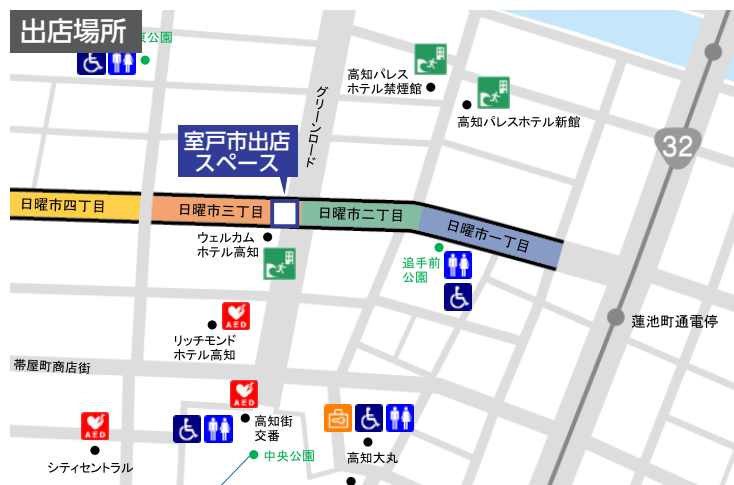 出店場所
公園
高知パレス
ホテル禁煙館
高知パレスホテル新館
グリーンロード
32
室戸市出店
スペース
日曜市四丁目
日曜市三丁目
日曜市二丁目
日曜市一丁目
ウェルカム
ホテル高知
追手前
公園
AED
リッチモンド
ホテル高知
蓮池町通電停
帯屋町商店街
AED
高知街
交番
AED
シティセントラル
中央公園
高知大丸